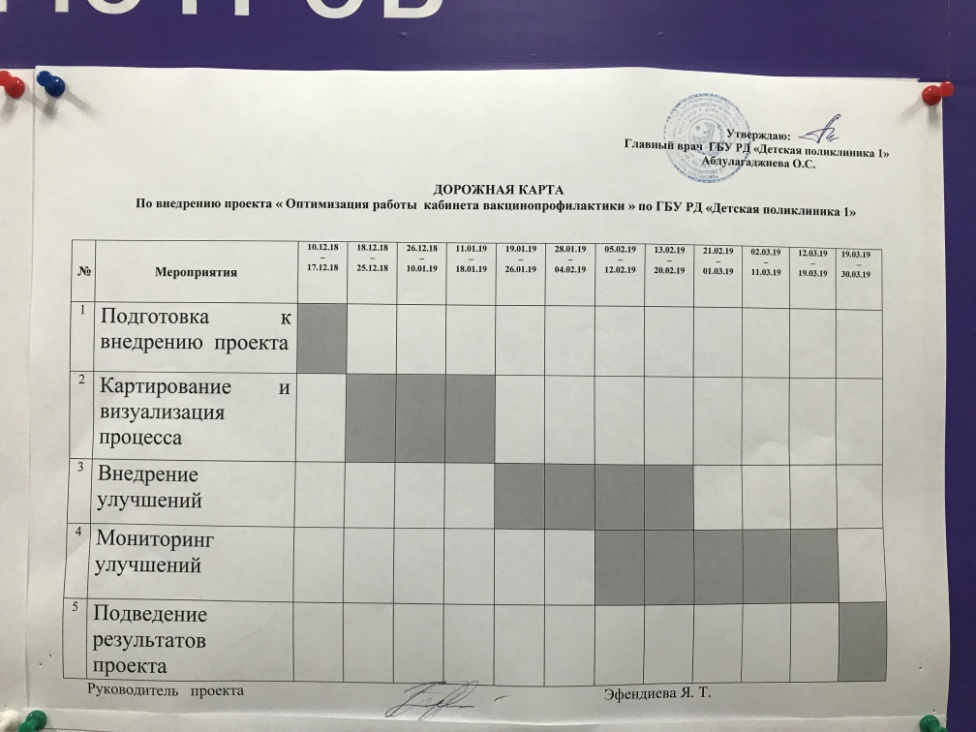 Утверждаю:
Главный врач ГБУ РД «Детская поликлиника 1»
Абдулагаджиева О.С.
ДОРОЖНАЯ КАРТА
По внедрению проекта « Оптимизация работы кабинета вакцинопрофилактики » по ГБУ РД «Детская поликлиника 1»
№ Мероприятия 10.12.18 – 17.12.18 18.12.18 – 25.12.18 26.12.18 – 10.01.19 11.01.19 – 18.01.19 19.01.19 – 26.01.19 28.01.19 – 04.02.19 05.02.19 – 12.02.19 13.02.19 – 20.02.19 21.02.19 – 01.03.19 02.03.19 – 11.03.19 12.03.19 – 19.03.19 19.03.19 – 30.03.19
1 Подготовка к
внедрению проекта
2 Картирование и
визуализация
процесса
3 Внедрение
улучшений
4 Мониторинг
улучшений
5 Подведение
результатов
проекта
Руководитель проекта Эфендиева Я. Т.